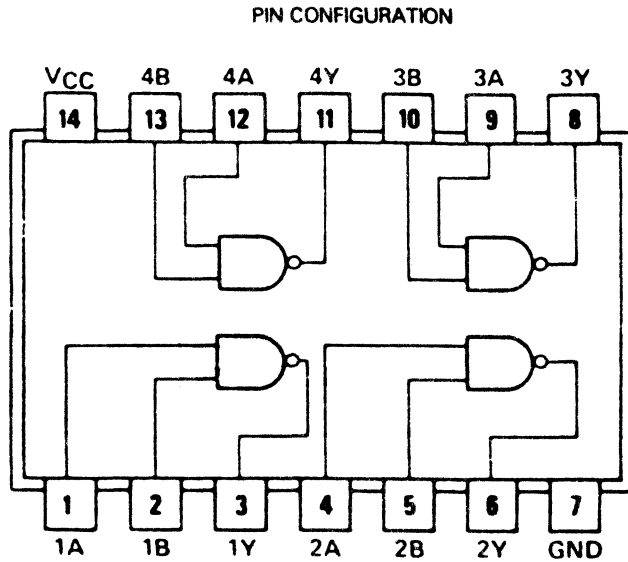 PIN CONFIGURATION
VCC 4B 4A 4Y 3B 3A 3Y
14 13 12 11 10 9 8
1 2 3 4 5 6 7
1A 1B 1Y 2A 2B 2Y GND